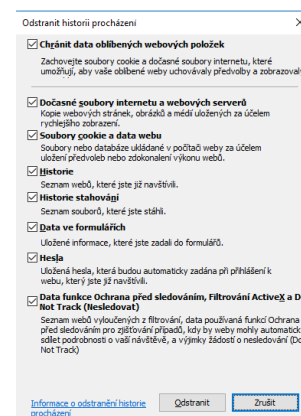 Odstranit historii procházení
Chránit data oblíbených webových položek
Zachovejte soubory cookie a dočasné soubory internetu, které
umožňují, aby vaše oblíbené weby uchovávaly předvolby a zobrazoval
Dočasné soubory internetu a webových serverů
Kopie webových stránek, obrázků a médií uložených za účelem
rychlejšího zobrazení.
Soubory cookie a data webu
Soubory nebo databáze ukládané v počítači weby za účelem
uložení předvoleb nebo zdokonalení výkonu webů.
Historie
Seznam webů, které jste již navštívili.
Historie stahování
Seznam souborů, které jste stáhli.
Data ve formulářích
Uložené informace, které jste zadali do formulářů.
Hesla
Uložená hesla, která budou automaticky zadána při přihlášení k
webu, který jste již navštívili.
Data funkce Ochrana před sledováním, Filtrování ActiveX a D
Not Track (Nesledovat)
Seznam webů vyloučených z filtrování, data používaná funkcí Ochrana
před sledováním pro zjišťování případů, kdy by weby mohly automatick
sdílet podrobnosti o vaší návštěvě, a výjimky žádostí o nesledování (Do
Not Track)
Informace o odstranění historie
procházení
Odstranit
Zrušit